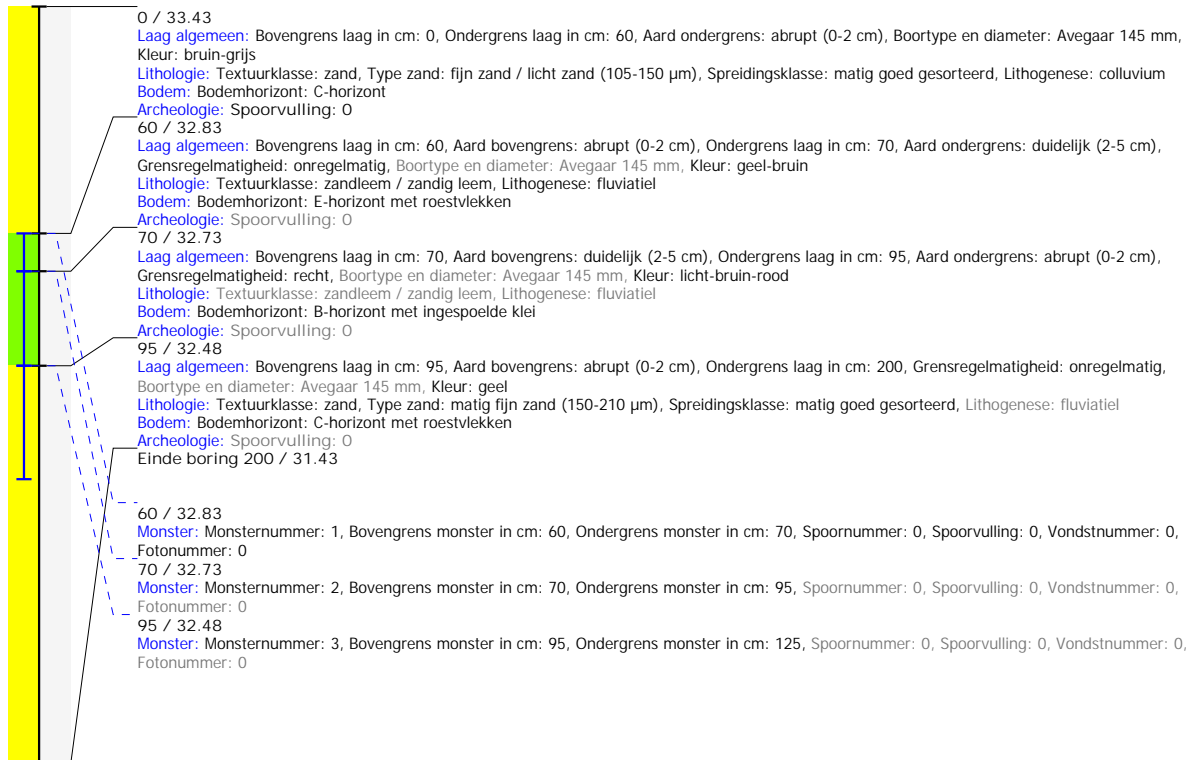 0 / 33.43
Laag algemeen: Bovengrens laag in cm: 0, Ondergrens laag in cm: 60, Aard ondergrens: abrupt (0-2 cm), Boortype en diameter: Avegaar 145 mm,
Kleur: bruin-grijs
Lithologie: Textuurklasse: zand, Type zand: fijn zand / licht zand (105-150 µm), Spreidingsklasse: matig goed gesorteerd, Lithogenese: colluvium
Bodem: Bodemhorizont: C-horizont
Archeologie: Spoorvulling: 0
60 / 32.83
Laag algemeen: Bovengrens laag in cm: 60, Aard bovengrens: abrupt (0-2 cm), Ondergrens laag in cm: 70, Aard ondergrens: duidelijk (2-5 cm),
Grensregelmatigheid: onregelmatig, Boortype en diameter: Avegaar 145 mm, Kleur: geel-bruin
Lithologie: Textuurklasse: zandleem / zandig leem, Lithogenese: fluviatiel
Bodem: Bodemhorizont: E-horizont met roestvlekken
Archeologie: Spoorvulling: 0
70 / 32.73
Laag algemeen: Bovengrens laag in cm: 70, Aard bovengrens: duidelijk (2-5 cm), Ondergrens laag in cm: 95, Aard ondergrens: abrupt (0-2 cm),
Grensregelmatigheid: recht, Boortype en diameter: Avegaar 145 mm, Kleur: licht-bruin-rood
Lithologie: Textuurklasse: zandleem / zandig leem, Lithogenese: fluviatiel
Bodem: Bodemhorizont: B-horizont met ingespoelde klei
Archeologie: Spoorvulling: 0
95 / 32.48
Laag algemeen: Bovengrens laag in cm: 95, Aard bovengrens: abrupt (0-2 cm), Ondergrens laag in cm: 200, Grensregelmatigheid: onregelmatig,
Boortype en diameter: Avegaar 145 mm, Kleur: geel
Lithologie: Textuurklasse: zand, Type zand: matig fijn zand (150-210 µm), Spreidingsklasse: matig goed gesorteerd, Lithogenese: fluviatiel
Bodem: Bodemhorizont: C-horizont met roestvlekken
Archeologie: Spoorvulling: 0
Einde boring 200 / 31.43
60 / 32.83
Monster: Monsternummer: 1, Bovengrens monster in cm: 60, Ondergrens monster in cm: 70, Spoornummer: 0, Spoorvulling: 0, Vondstnummer: 0,
Fotonummer: 0
70 / 32.73
Monster: Monsternummer: 2, Bovengrens monster in cm: 70, Ondergrens monster in cm: 95, Spoornummer: 0, Spoorvulling: 0, Vondstnummer: 0,
Fotonummer: 0
95 / 32.48
Monster: Monsternummer: 3, Bovengrens monster in cm: 95, Ondergrens monster in cm: 125, Spoornummer: 0, Spoorvulling: 0, Vondstnummer: 0,
Fotonummer: 0